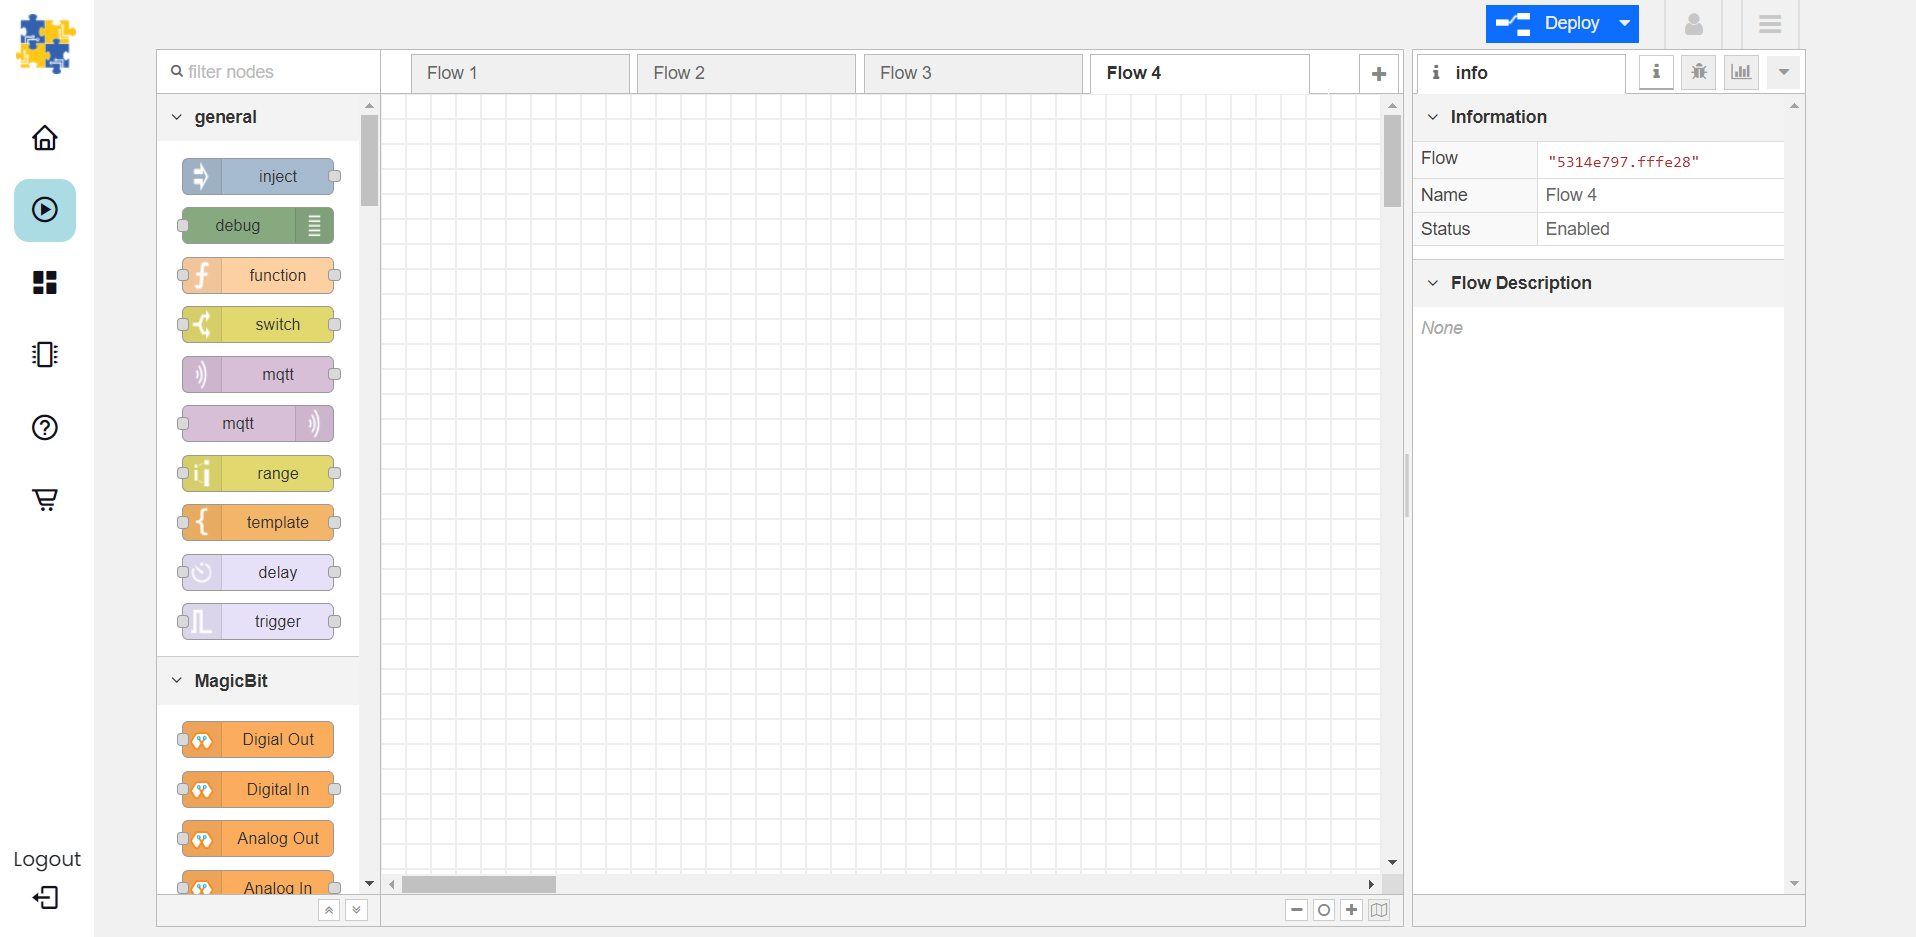 Deploy
filter nodes
Flow 1
Flow 2
Flow 3
Flow 4
info
general
inject
debug
function
switch
mqtt
mqtt
range
template
delay
trigger
MagicBit
Digial Out
Digital In
Analog Out
Analog In
Information
Flow "5314e797.fffe28"
Name Flow 4
Status Enabled
Flow Description
None
Logout